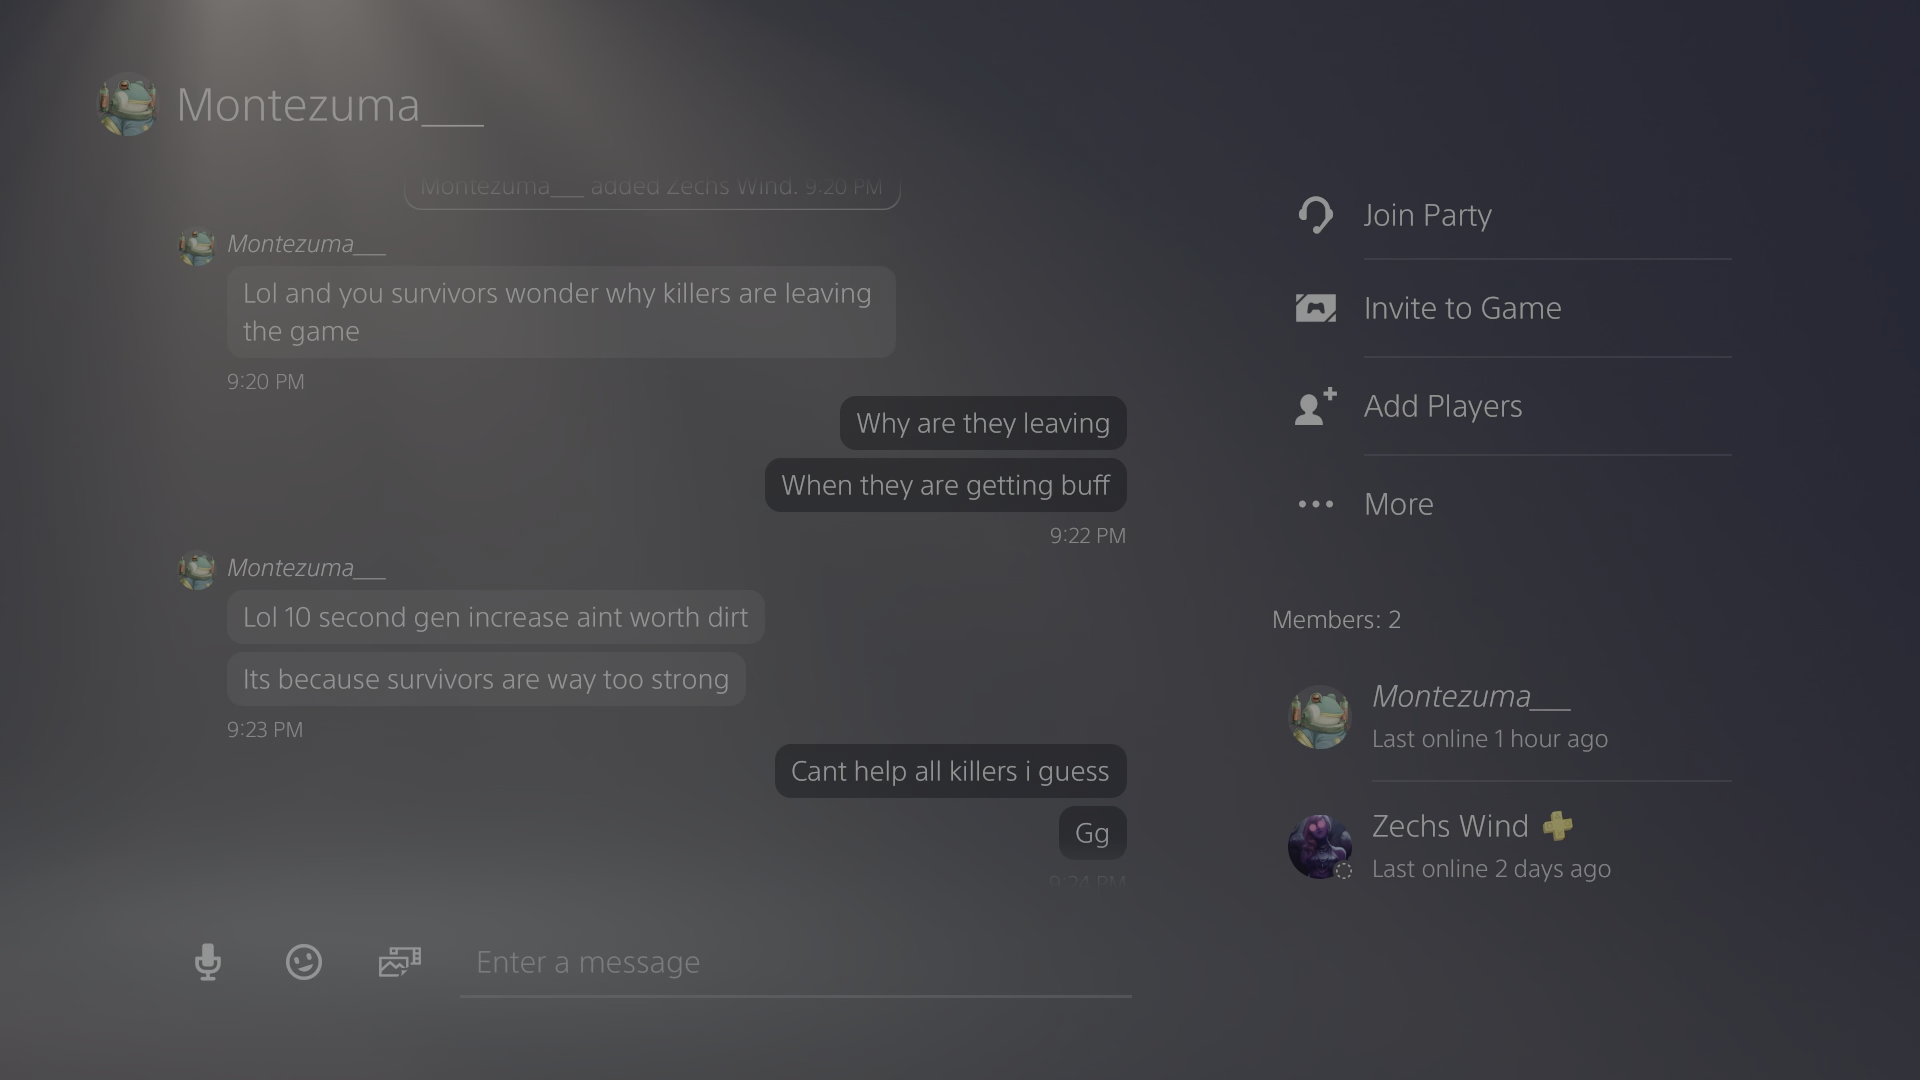 Montezuma___
Montezuma___ added Zechs Wind. 9:20 PM
Montezuma___
Lol and you survivors wonder why killers are leaving
the game
9:20 PM
Why are they leaving
When they are getting buff
9:22 PM
Montezuma___
Lol 10 second gen increase aint worth dirt
Its because survivors are way too strong
9:23 PM
Cant help all killers i guess
Gg
9:24 PM
Enter a message
Join Party
Invite to Game
Add Players
More
Members: 2
Montezuma___
Last online 1 hour ago
Zechs Wind
Last online 2 days ago